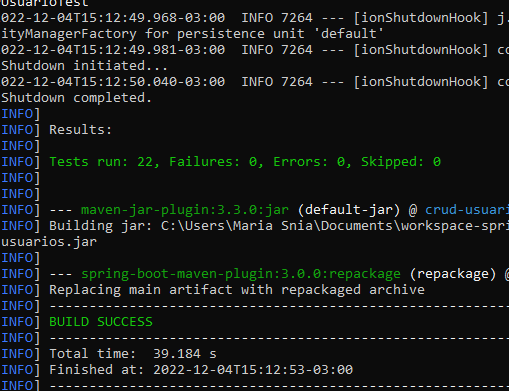 UsuarioTest
022-12-04T15:12:49.968-03:00  INFO 7264 --- [ionShutdownHook] j.
ityManagerFactory for persistence unit 'default'
022-12-04T15:12:49.981-03:00  INFO 7264 --- [ionShutdownHook] co
Shutdown initiated...
022-12-04T15:12:50.040-03:00  INFO 7264 --- [ionShutdownHook] co
Shutdown completed.
INFO]
INFO] Results:
INFO]
INFO] Tests run: 22, Failures: 0, Errors: 0, Skipped: 0
INFO]
INFO]
INFO] --- maven-jar-plugin:3.3.0:jar (default-jar) @ crud-usuari
INFO] Building jar: C:\Users\Maria Snia\Documents\workspace-spri
usuarios.jar
INFO]
INFO] --- spring-boot-maven-plugin:3.0.0:repackage (repackage) @
INFO] Replacing main artifact with repackaged archive
INFO] ----------------------------------------------------------
INFO] BUILD SUCCESS
INFO] ----------------------------------------------------------
INFO] Total time:  39.184 s
INFO] Finished at: 2022-12-04T15:12:53-03:00
INFO] ----------------------------------------------------------